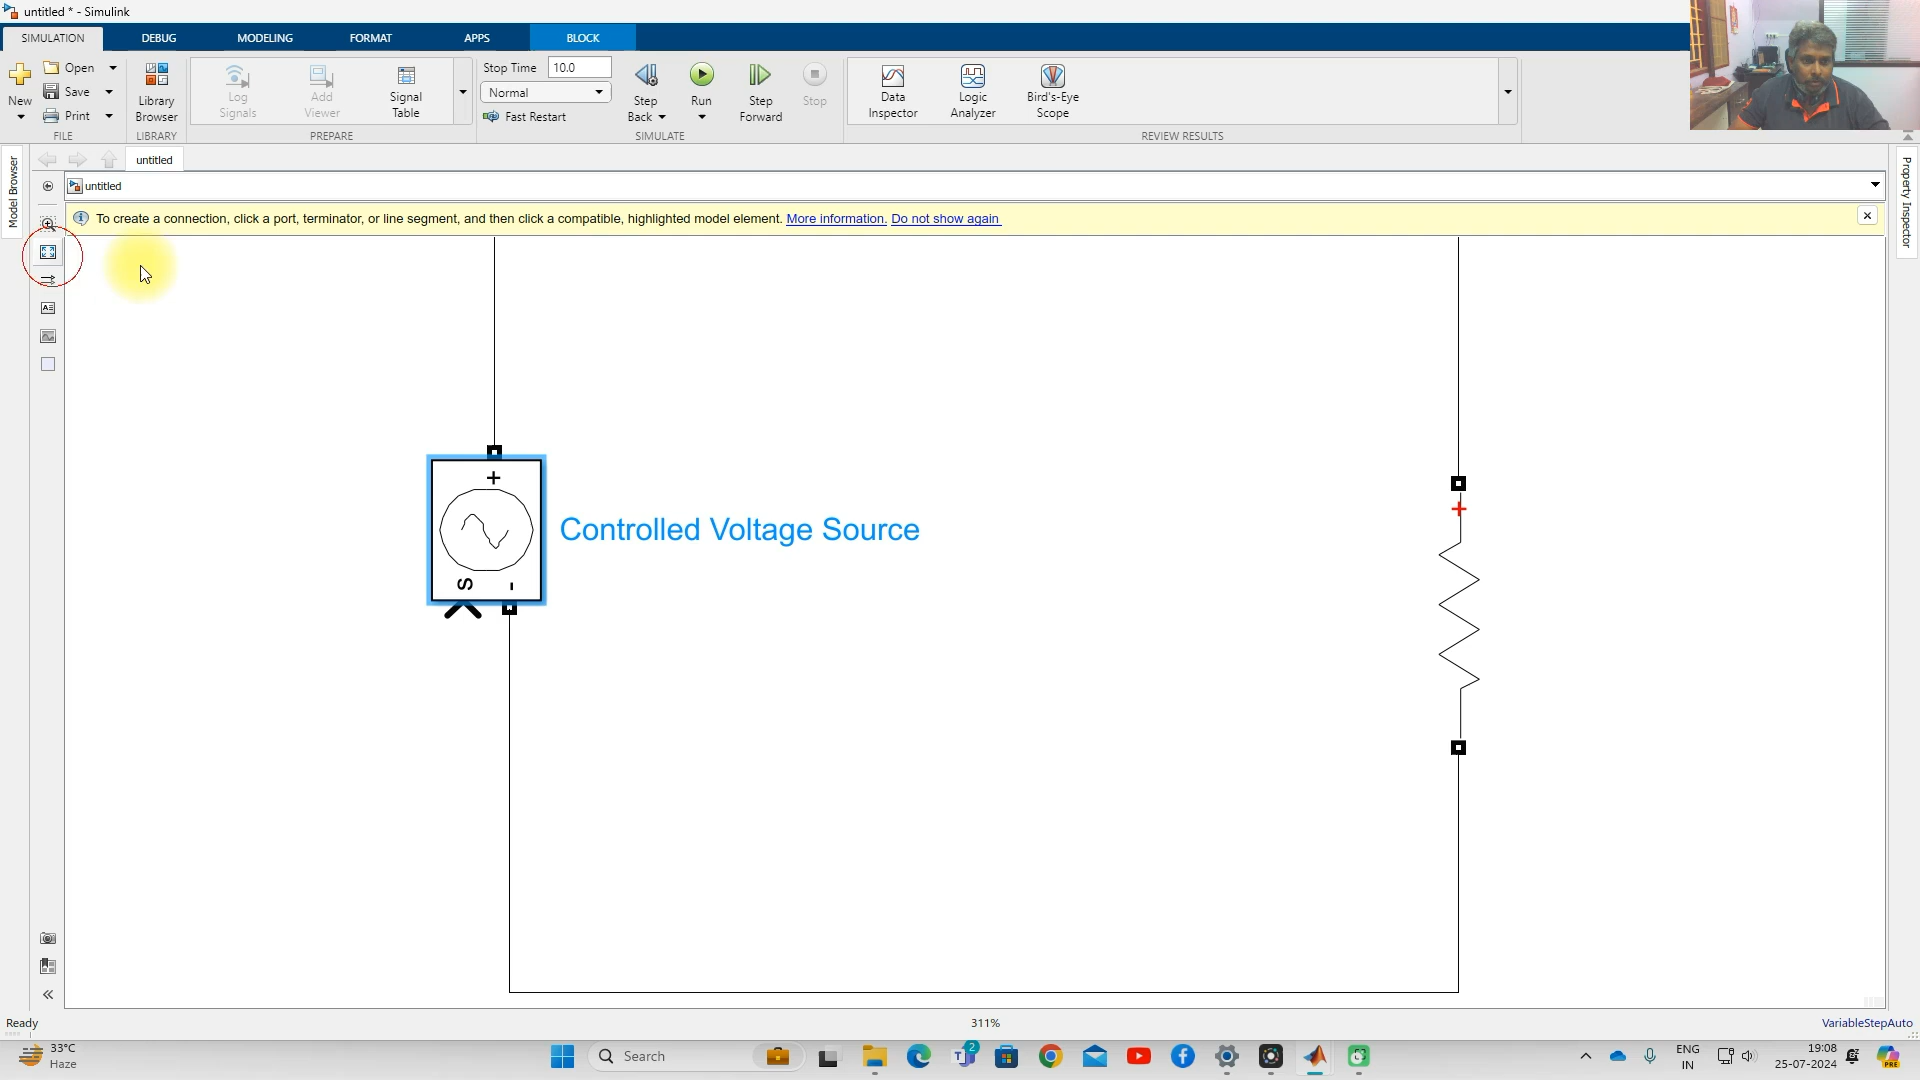 untitled * - Simulink
SIMULATION DEBUG MODELING FORMAT APPS BLOCK
New
Open
Save
Print
FILE
Library
Browser
LIBRARY
Log
Signals
Add
Viewer
Signal
Table
PREPARE
Stop Time 10.0
Normal
Fast Restart
Step
Back
Run
Step
Forward
Stop
SIMULATE
Data
Inspector
Logic
Analyzer
Bird's-Eye
Scope
REVIEW RESULTS
Model Browser
untitled
untitled
Property Inspector
To create a connection, click a port, terminator, or line segment, and then click a compatible, highlighted model element. More information. Do not show again
+
s
-
Controlled Voltage Source
+
Ready
311%
VariableStepAuto
33°C
Haze
Search
2
ENG
IN
19:08
25-07-2024
PRE